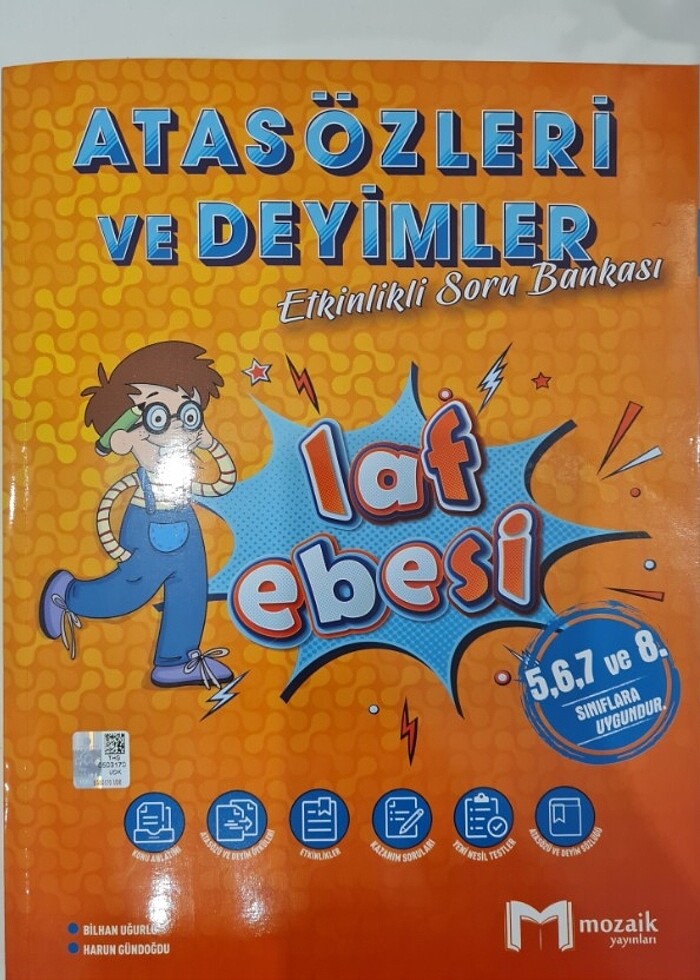 ATASÖZLERİ
VE DEYİMLER
Etkinlikli Soru Bankası
laf
ebesi
5,6,7 ve 8.
SINIFLARA
UYGUNDUR.
KONU ANLATIMI
ATASÖZÜ VE DEYİM ÖYKÜLERİ
ETKİNLİKLER
KAZANIM SORULARI
YENİ NESİL TESTLER
ATASÖZÜ VE DEYİM SÖZLÜĞÜ
BİLHAN UĞURLU
HARUN GÜNDOĞDU
mozaik
yayınları